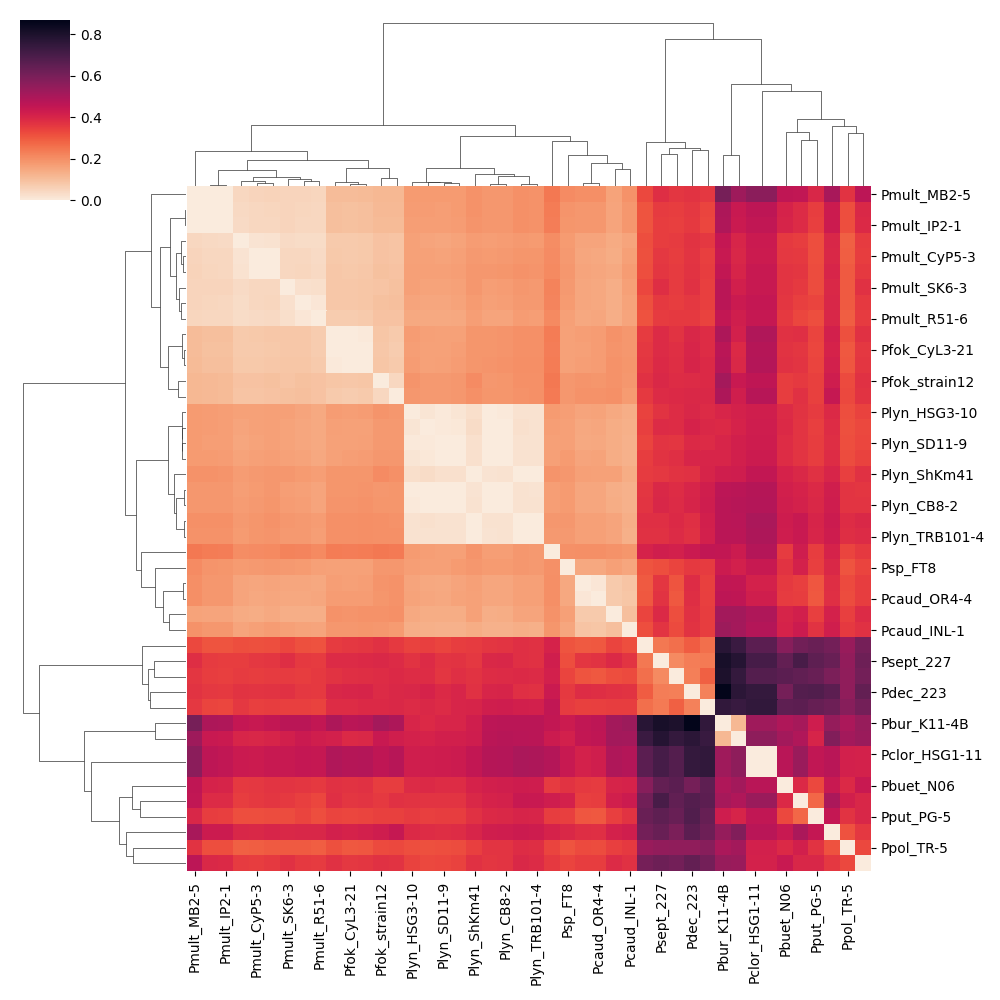 0.8
0.6
0.4
0.2
0.0
Pmult_MB2-5
Pmult_IP2-1
Pmult_CyP5-3
Pmult_SK6-3
Pmult_R51-6
Pfok_CyL3-21
Pfok_strain12
Plyn_HSG3-10
Plyn_SD11-9
Plyn_ShKm41
Plyn_CB8-2
Plyn_TRB101-4
Psp_FT8
Pcaud_OR4-4
Pcaud_INL-1
Psept_227
Pdec_223
Pbur_K11-4B
Pclor_HSG1-11
Pbuet_N06
Pput_PG-5
Ppol_TR-5
Pmult_MB2-5
Pmult_IP2-1
Pmult_CyP5-3
Pmult_SK6-3
Pmult_R51-6
Pfok_CyL3-21
Pfok_strain12
Plyn_HSG3-10
Plyn_SD11-9
Plyn_ShKm41
Plyn_CB8-2
Plyn_TRB101-4
Psp_FT8
Pcaud_OR4-4
Pcaud_INL-1
Psept_227
Pdec_223
Pbur_K11-4B
Pclor_HSG1-11
Pbuet_N06
Pput_PG-5
Ppol_TR-5